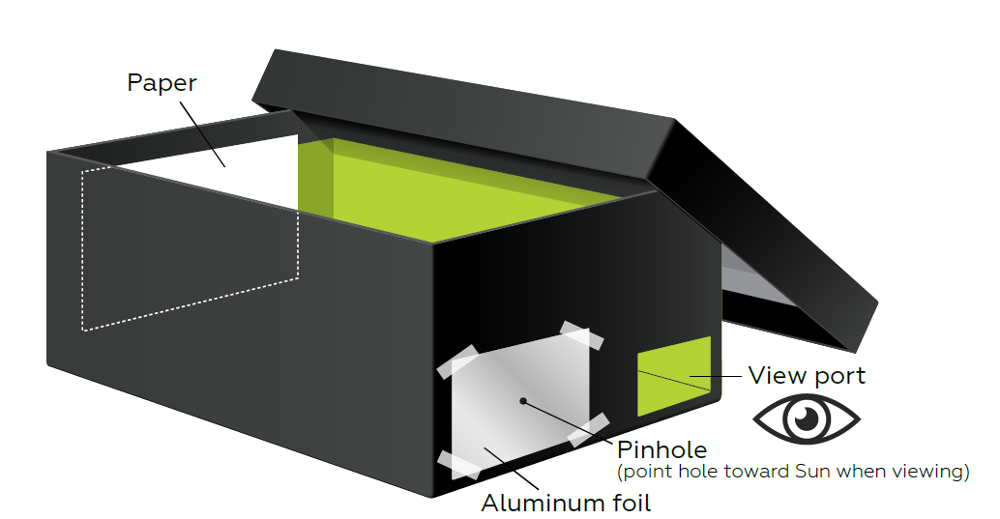 Paper
View port
Pinhole
(point hole toward Sun when viewing)
Aluminum foil